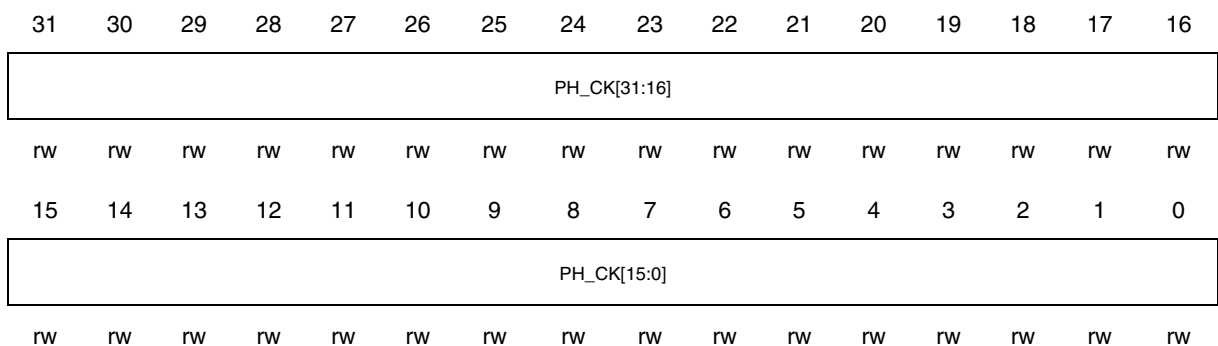 31 30 29 28 27 26 25 24 23 22 21 20 19 18 17 16
PH_CK[31:16]
rw rw rw rw rw rw rw rw rw rw rw rw rw rw rw rw
15 14 13 12 11 10 9 8 7 6 5 4 3 2 1 0
PH_CK[15:0]
rw rw rw rw rw rw rw rw rw rw rw rw rw rw rw rw